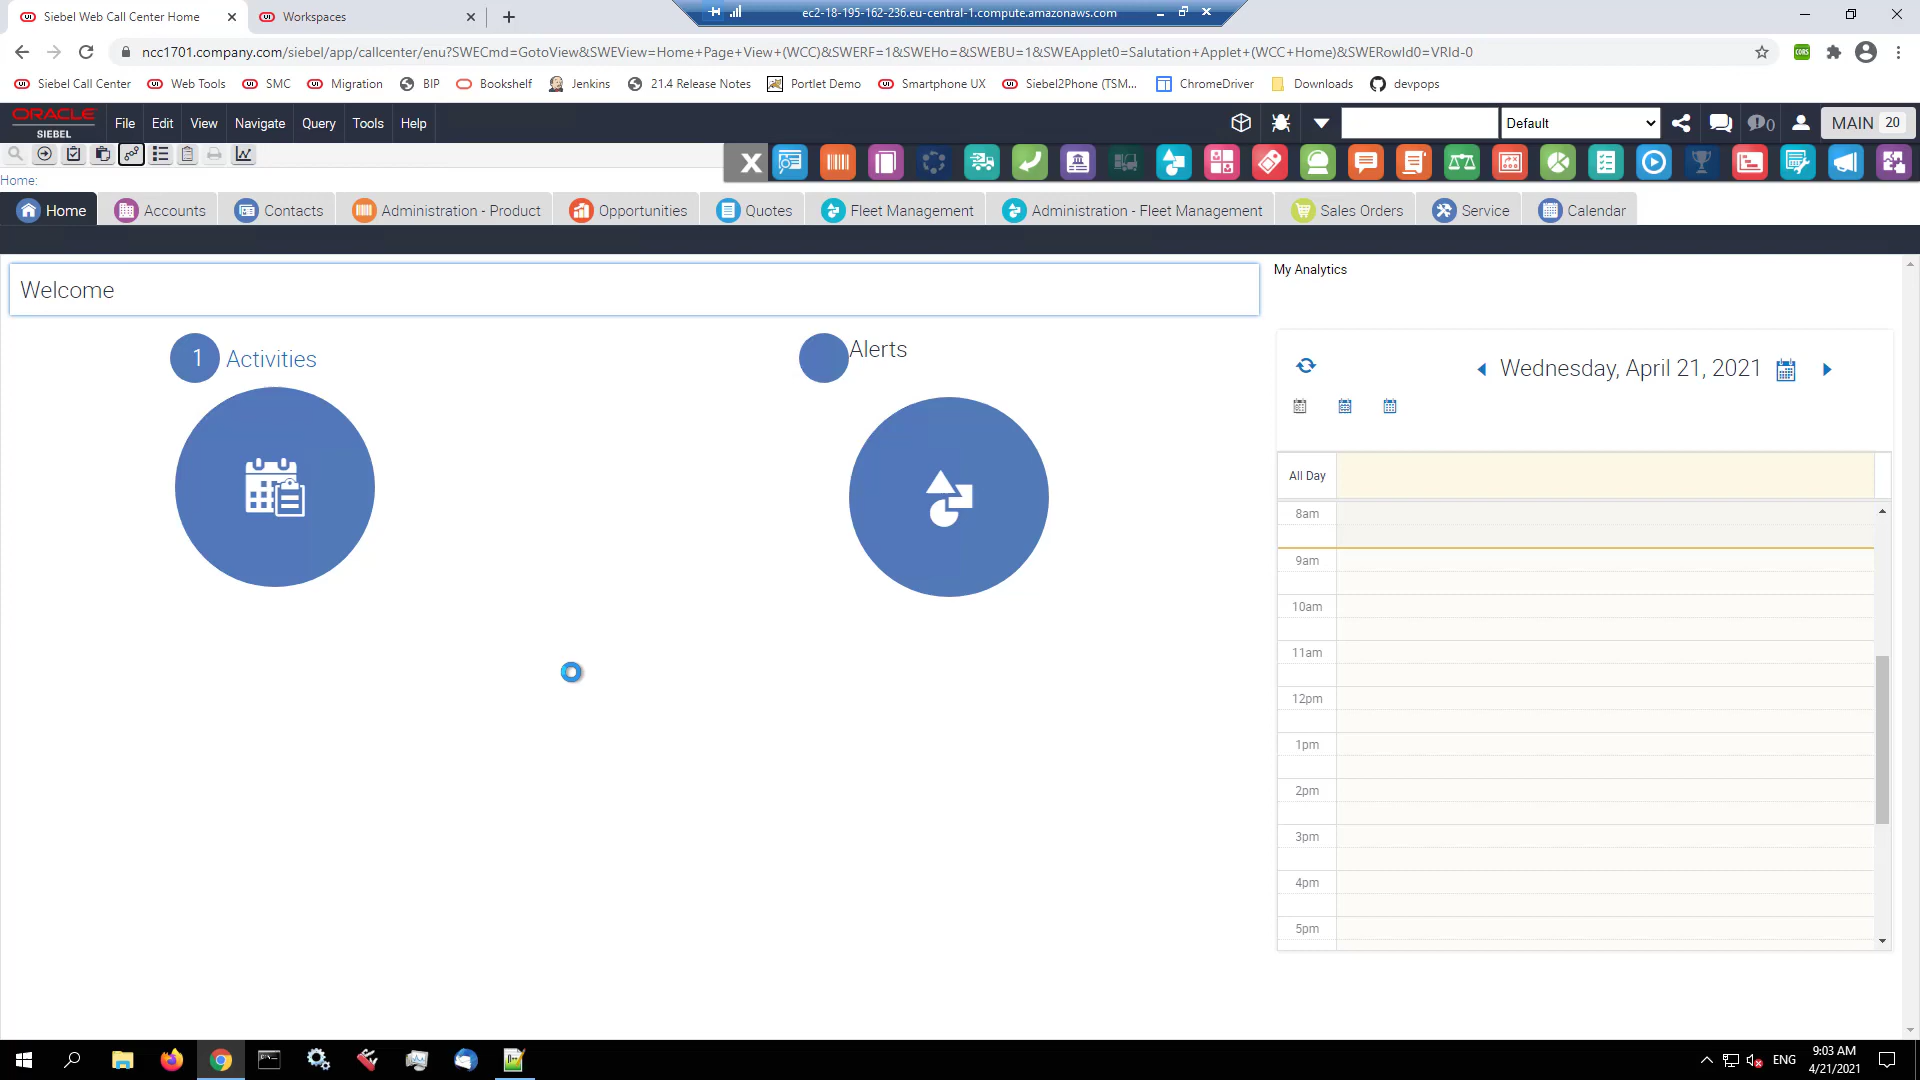 Siebel Web Call Center Home
Workspaces
ec2-18-195-162-236.eu-central-1.compute.amazonaws.com
ncc1701.company.com/siebel/app/callcenter/enu?SWECmd=GotoView&SWEView=Home+Page+View+(WCC)&SWERF=1&SWEHo=&SWEBU=1&SWEApplet0=Salutation+Applet+(WCC+Home)&SWERowId0=VRId-0
CORS
Siebel Call Center
Web Tools
SMC
Migration
BIP
Bookshelf
Jenkins
21.4 Release Notes
Portlet Demo
Smartphone UX
Siebel2Phone (TSM...
ChromeDriver
Downloads
devpops
ORACLE
SIEBEL
File
Edit
View
Navigate
Query
Tools
Help
Default
0
MAIN 20
Home:
Home
Accounts
Contacts
Administration - Product
Opportunities
Quotes
Fleet Management
Administration - Fleet Management
Sales Orders
Service
Calendar
Welcome
My Analytics
1 Activities
Alerts
Wednesday, April 21, 2021
All Day
8am
9am
10am
11am
12pm
1pm
2pm
3pm
4pm
5pm
ENG
9:03 AM
4/21/2021